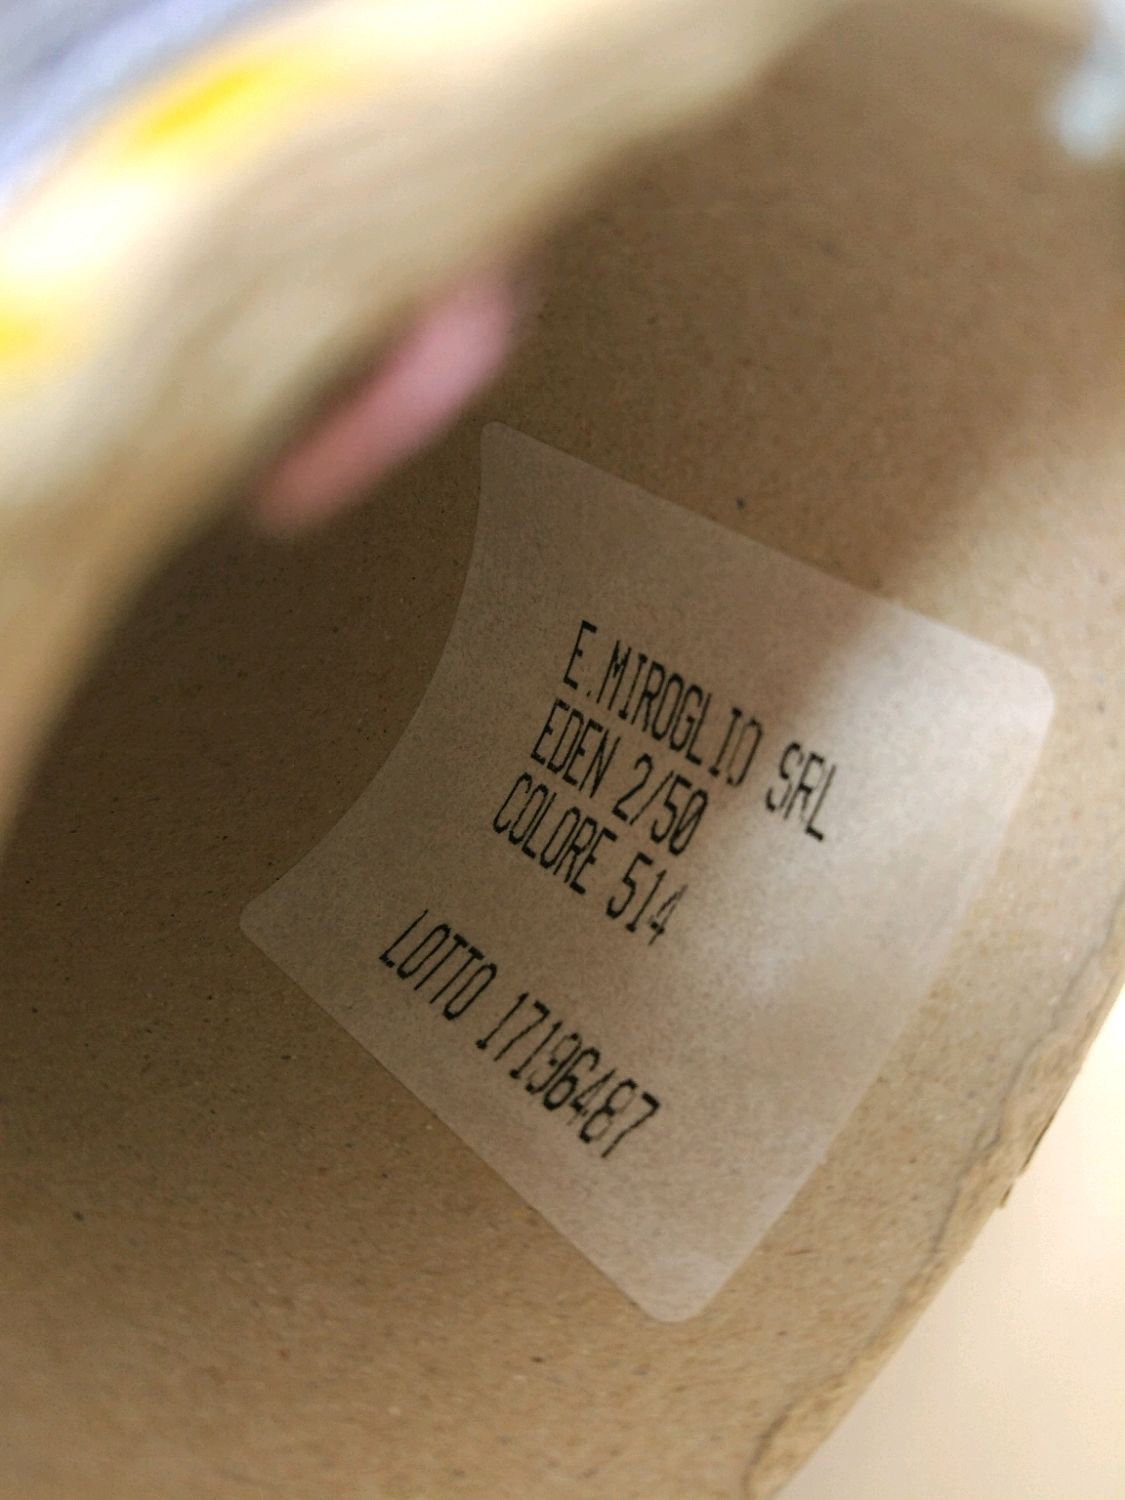 E.MIROGLIO SRL
EDEN 2/50
COLORE 514
LOTTO 17196487